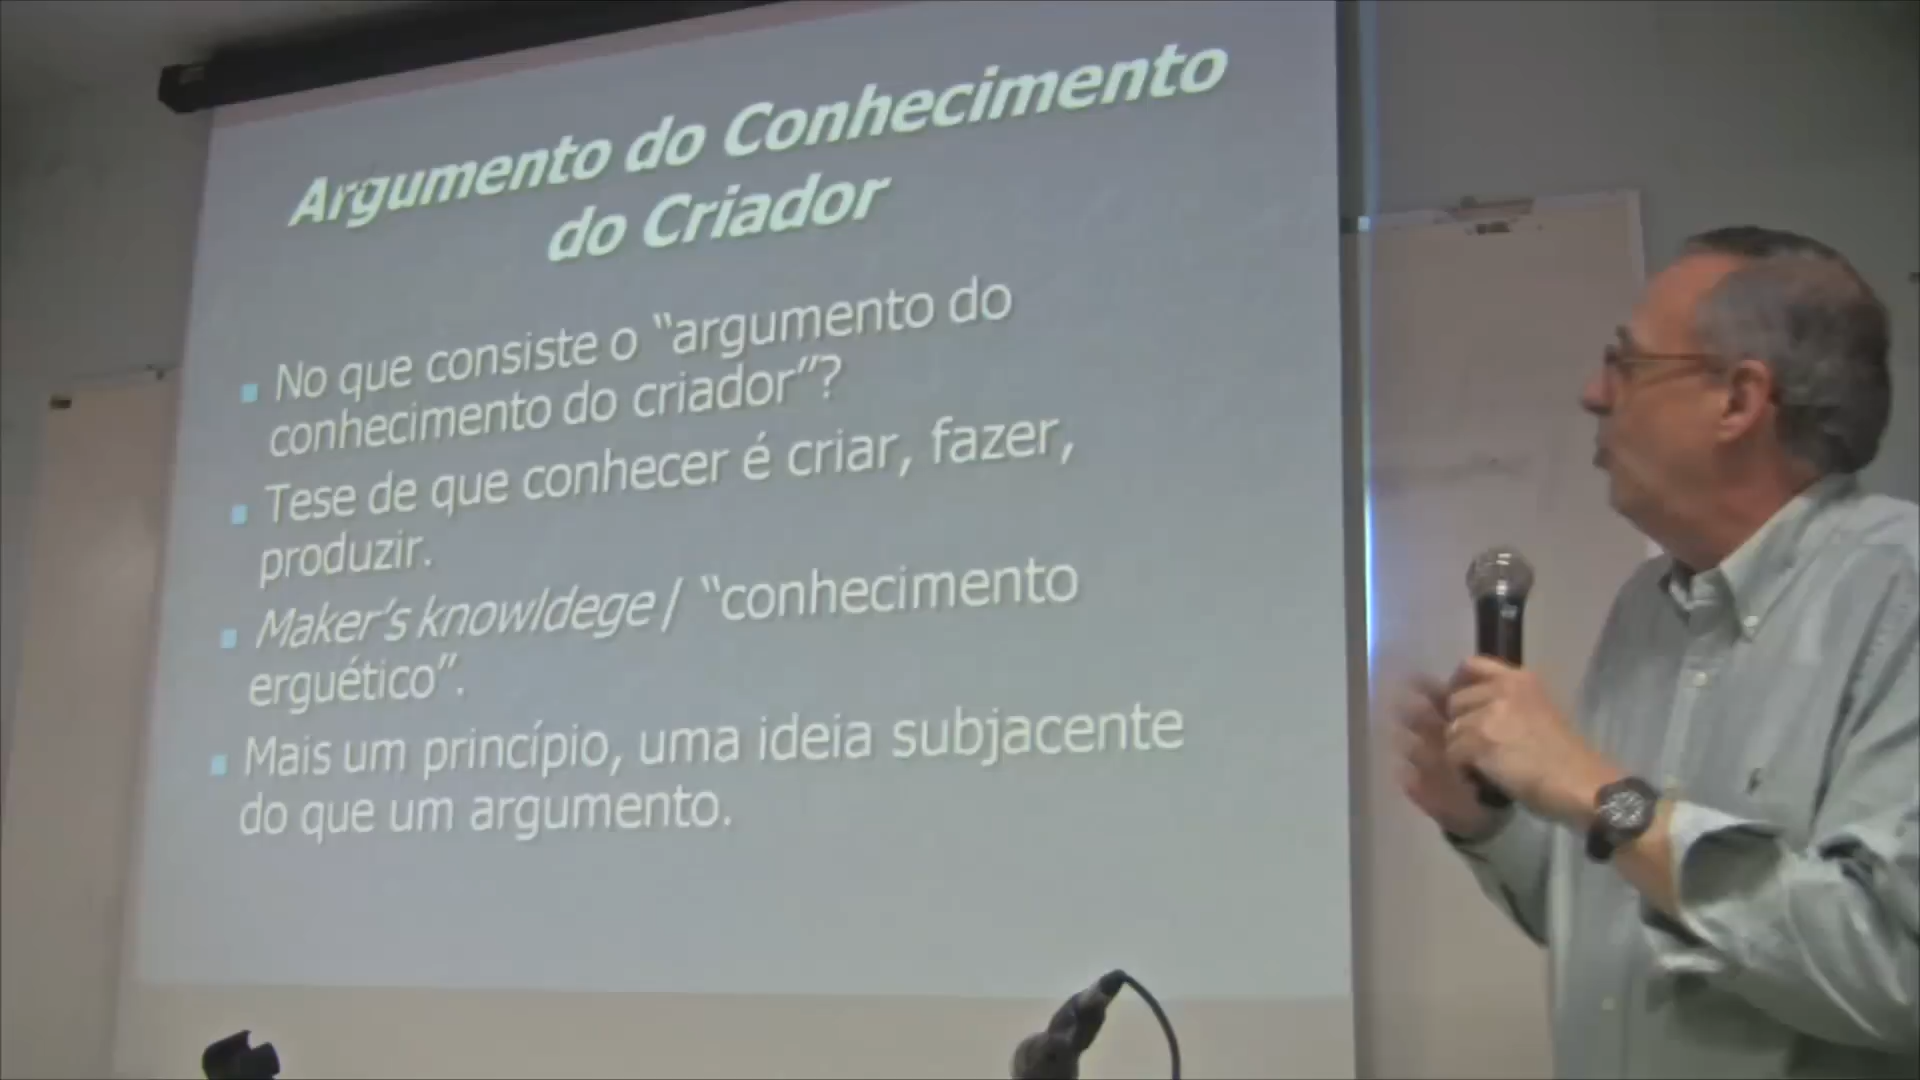 Argumento do Conhecimento
do Criador
No que consiste o “argumento do
conhecimento do criador”?
Tese de que conhecer é criar, fazer,
produzir.
Maker’s knowldege / “conhecimento
erguético”.
Mais um princípio, uma ideia subjacente
do que um argumento.